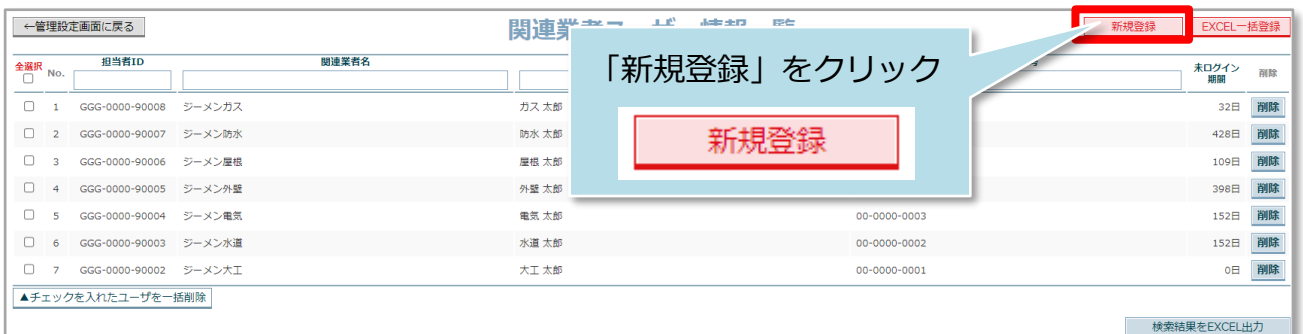 ←管理設定画面に戻る
新規登録
EXCEL一括登録
「新規登録」をクリック
新規登録
全選択 No. 担当者ID 関連業者名 未ログイン期間 削除
1 GGG-0000-90008 ジーメンガス ガス 太郎 32日 削除
2 GGG-0000-90007 ジーメン防水 防水 太郎 428日 削除
3 GGG-0000-90006 ジーメン屋根 屋根 太郎 109日 削除
4 GGG-0000-90005 ジーメン外壁 外壁 太郎 398日 削除
5 GGG-0000-90004 ジーメン電気 電気 太郎 00-0000-0003 152日 削除
6 GGG-0000-90003 ジーメン水道 水道 太郎 00-0000-0002 152日 削除
7 GGG-0000-90002 ジーメン大工 大工 太郎 00-0000-0001 0日 削除
▲チェックを入れたユーザを一括削除
検索結果をEXCEL出力